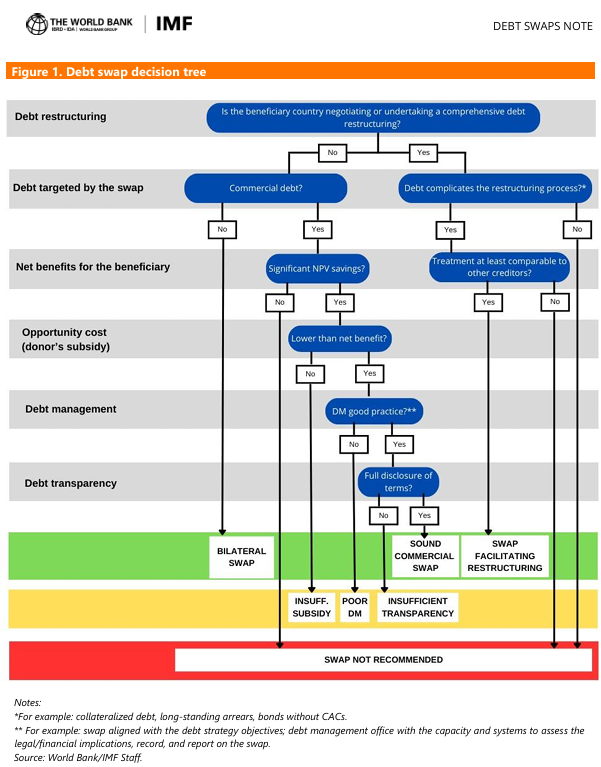 THE WORLD BANK
IBRD • IDA | WORLD BANK GROUP
IMF
DEBT SWAPS NOTE
Figure 1. Debt swap decision tree
Debt restructuring
Is the beneficiary country negotiating or undertaking a comprehensive debt
restructuring?
No
Yes
Debt targeted by the swap
Commercial debt?
Debt complicates the restructuring process?*
No
Yes
Yes
No
Net benefits for the beneficiary
Significant NPV savings?
Treatment at least comparable to
other creditors?
No
Yes
Yes
No
Opportunity cost
(donor's subsidy)
Lower than net benefit?
No
Yes
Debt management
DM good practice?**
No
Yes
Debt transparency
Full disclosure of
terms?
No
Yes
BILATERAL
SWAP
SOUND
COMMERCIAL
SWAP
SWAP
FACILITATING
RESTRUCTURING
INSUFF.
SUBSIDY
POOR
DM
INSUFFICIENT
TRANSPARENCY
SWAP NOT RECOMMENDED
Notes:
*For example: collateralized debt, long-standing arrears, bonds without CACs.
** For example: swap aligned with the debt strategy objectives; debt management office with the capacity and systems to assess the
legal/financial implications, record, and report on the swap.
Source: World Bank/IMF Staff.